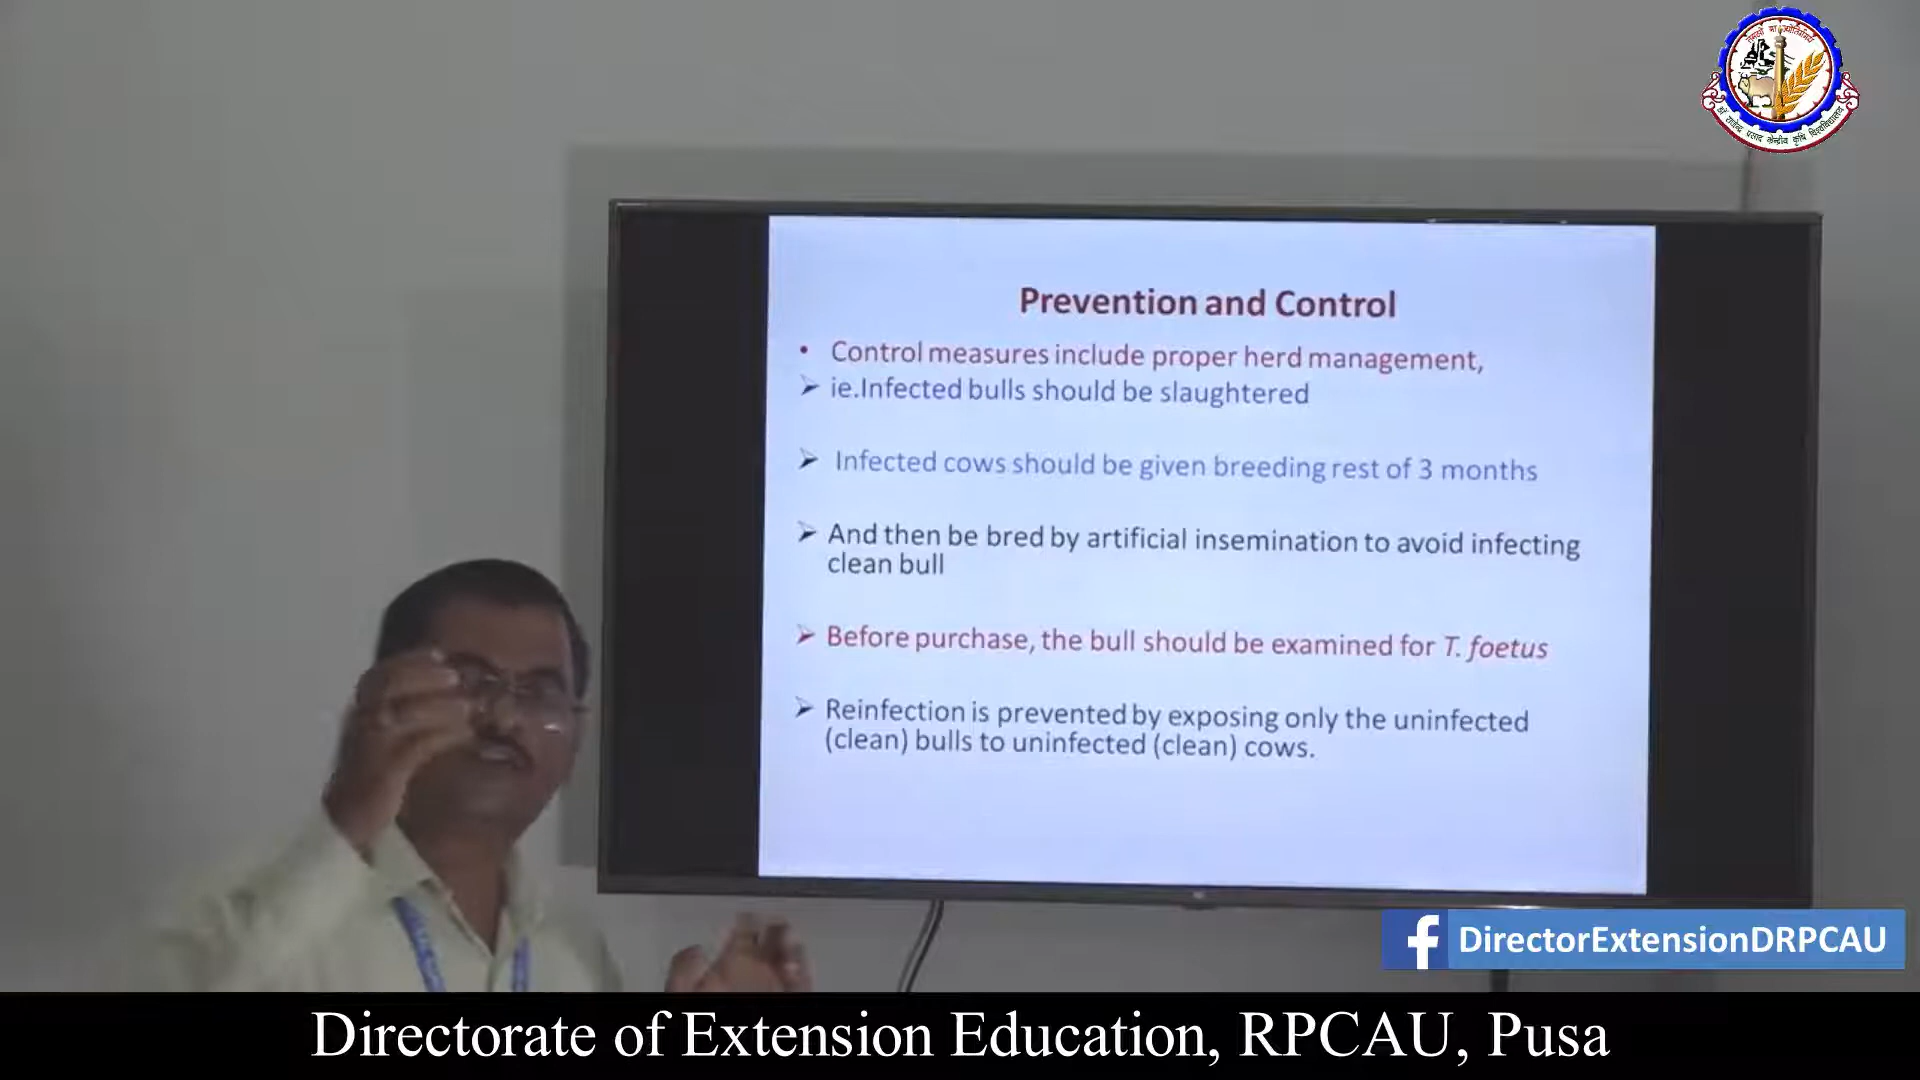 Prevention and Control
• Control measures include proper herd management,
➢ ie.Infected bulls should be slaughtered
➢ Infected cows should be given breeding rest of 3 months
➢ And then be bred by artificial insemination to avoid infecting
clean bull
➢ Before purchase, the bull should be examined for T. foetus
➢ Reinfection is prevented by exposing only the uninfected
(clean) bulls to uninfected (clean) cows.
f DirectorExtensionDRPCAU
Directorate of Extension Education, RPCAU, Pusa